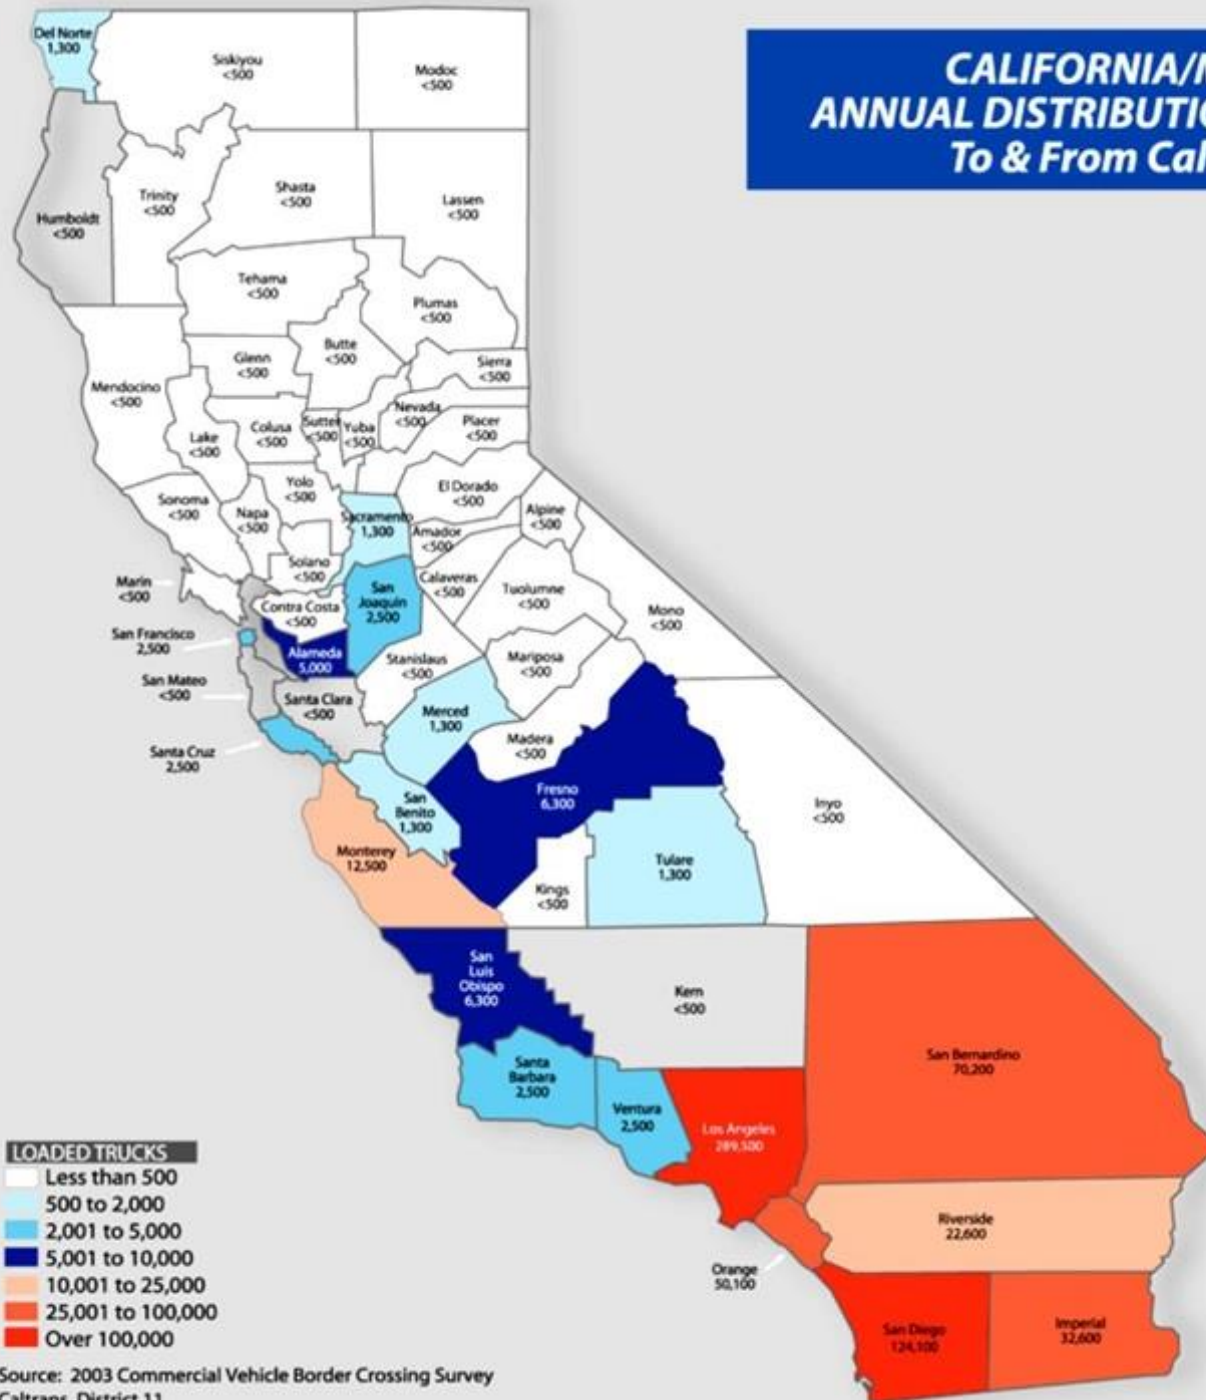 CALIFORNIA/
ANNUAL DISTRIBUTI
To & From Cal
Del Norte
1,300
Siskiyou
<500
Modoc
<500
Humboldt
<500
Trinity
<500
Shasta
<500
Lassen
<500
Tehama
<500
Plumas
<500
Glenn
<500
Butte
<500
Sierra
<500
Mendocino
<500
Lake
<500
Colusa
<500
Sutter
<500
Yuba
<500
Nevada
<500
Placer
<500
Sonoma
<500
Napa
<500
Yolo
<500
El Dorado
<500
Alpine
<500
Sacramento
1,300
Amador
<500
Solano
<500
Marin
<500
Contra Costa
<500
San
Joaquin
2,500
Calaveras
<500
Tuolumne
<500
Mono
<500
San Francisco
2,500
Alameda
5,000
Stanislaus
<500
Mariposa
<500
San Mateo
<500
Santa Clara
<500
Merced
1,300
Madera
<500
Santa Cruz
2,500
San
Benito
1,300
Fresno
6,300
Inyo
<500
Monterey
12,500
Kings
<500
Tulare
1,300
San
Luis
Obispo
6,300
Kern
<500
San Bernardino
70,200
Santa
Barbara
2,500
Ventura
2,500
Los Angeles
289,500
Riverside
22,600
Orange
50,100
San Diego
124,100
Imperial
32,600
LOADED TRUCKS
Less than 500
500 to 2,000
2,001 to 5,000
5,001 to 10,000
10,001 to 25,000
25,001 to 100,000
Over 100,000
Source: 2003 Commercial Vehicle Border Crossing Survey
Caltrans, District 11